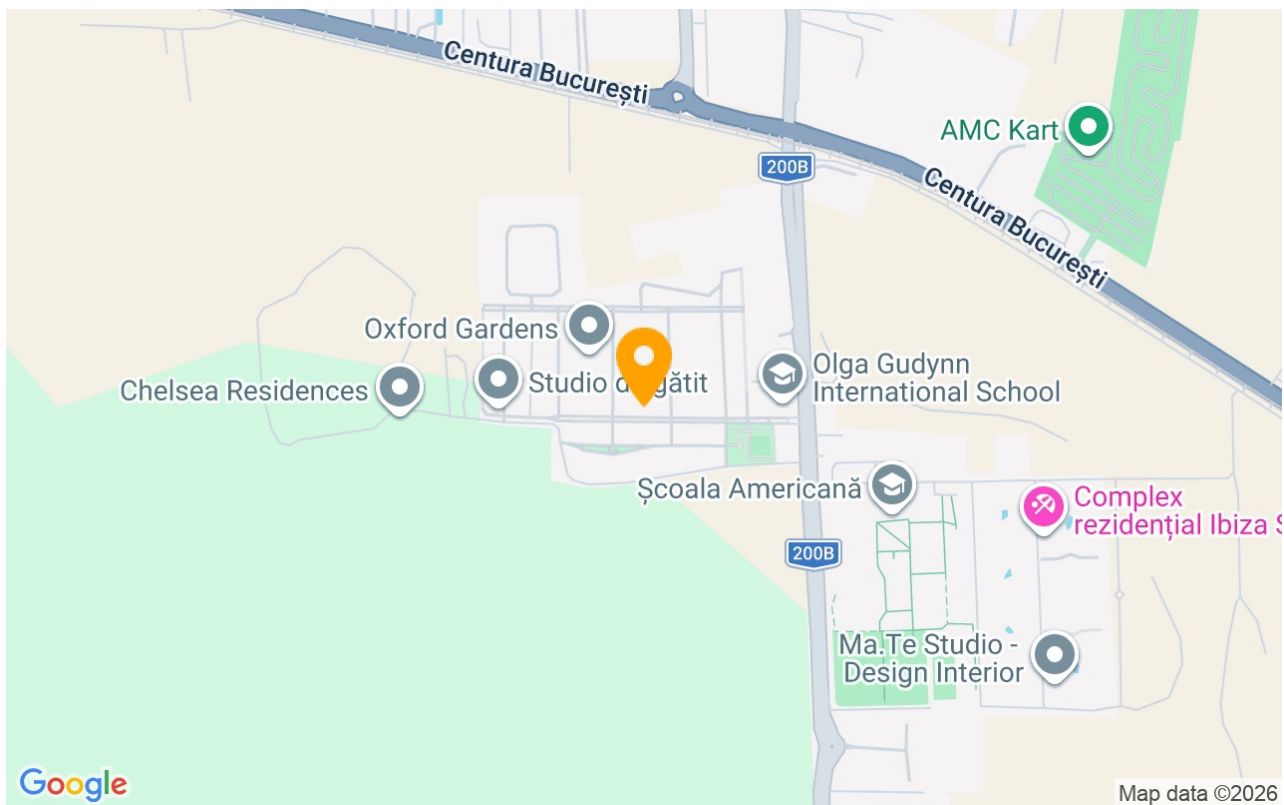 Centura București
AMC Kart
200B
Centura București
Oxford Gardens
Olga Gudynn
International School
Studio
gătit
Chelsea Residences
Școala Americană
Complex
rezidențial Ibiza
200B
Ma.Te Studio -
Design Interior
Google
Map data ©2026